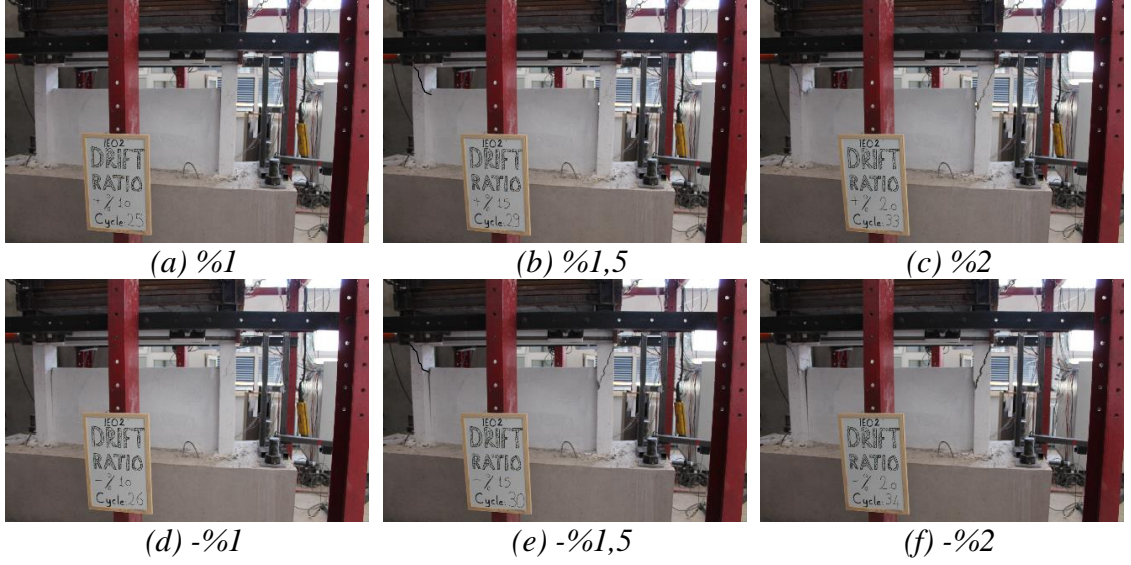 IEO2
DRIFT
RATIO
+ % 1.0
Cycle:25
IEO2
DRIFT
RATIO
+ % 1.5
Cycle:29
IEO2
DRIFT
RATIO
+ % 2.0
Cycle:33
(a) %1
(b) %1,5
(c) %2
IEO2
DRIFT
RATIO
- % 1.0
Cycle:26
IEO2
DRIFT
RATIO
- % 1.5
Cycle:30
IEO2
DRIFT
RATIO
- % 2.0
Cycle:34
(d) -%1
(e) -%1,5
(f) -%2